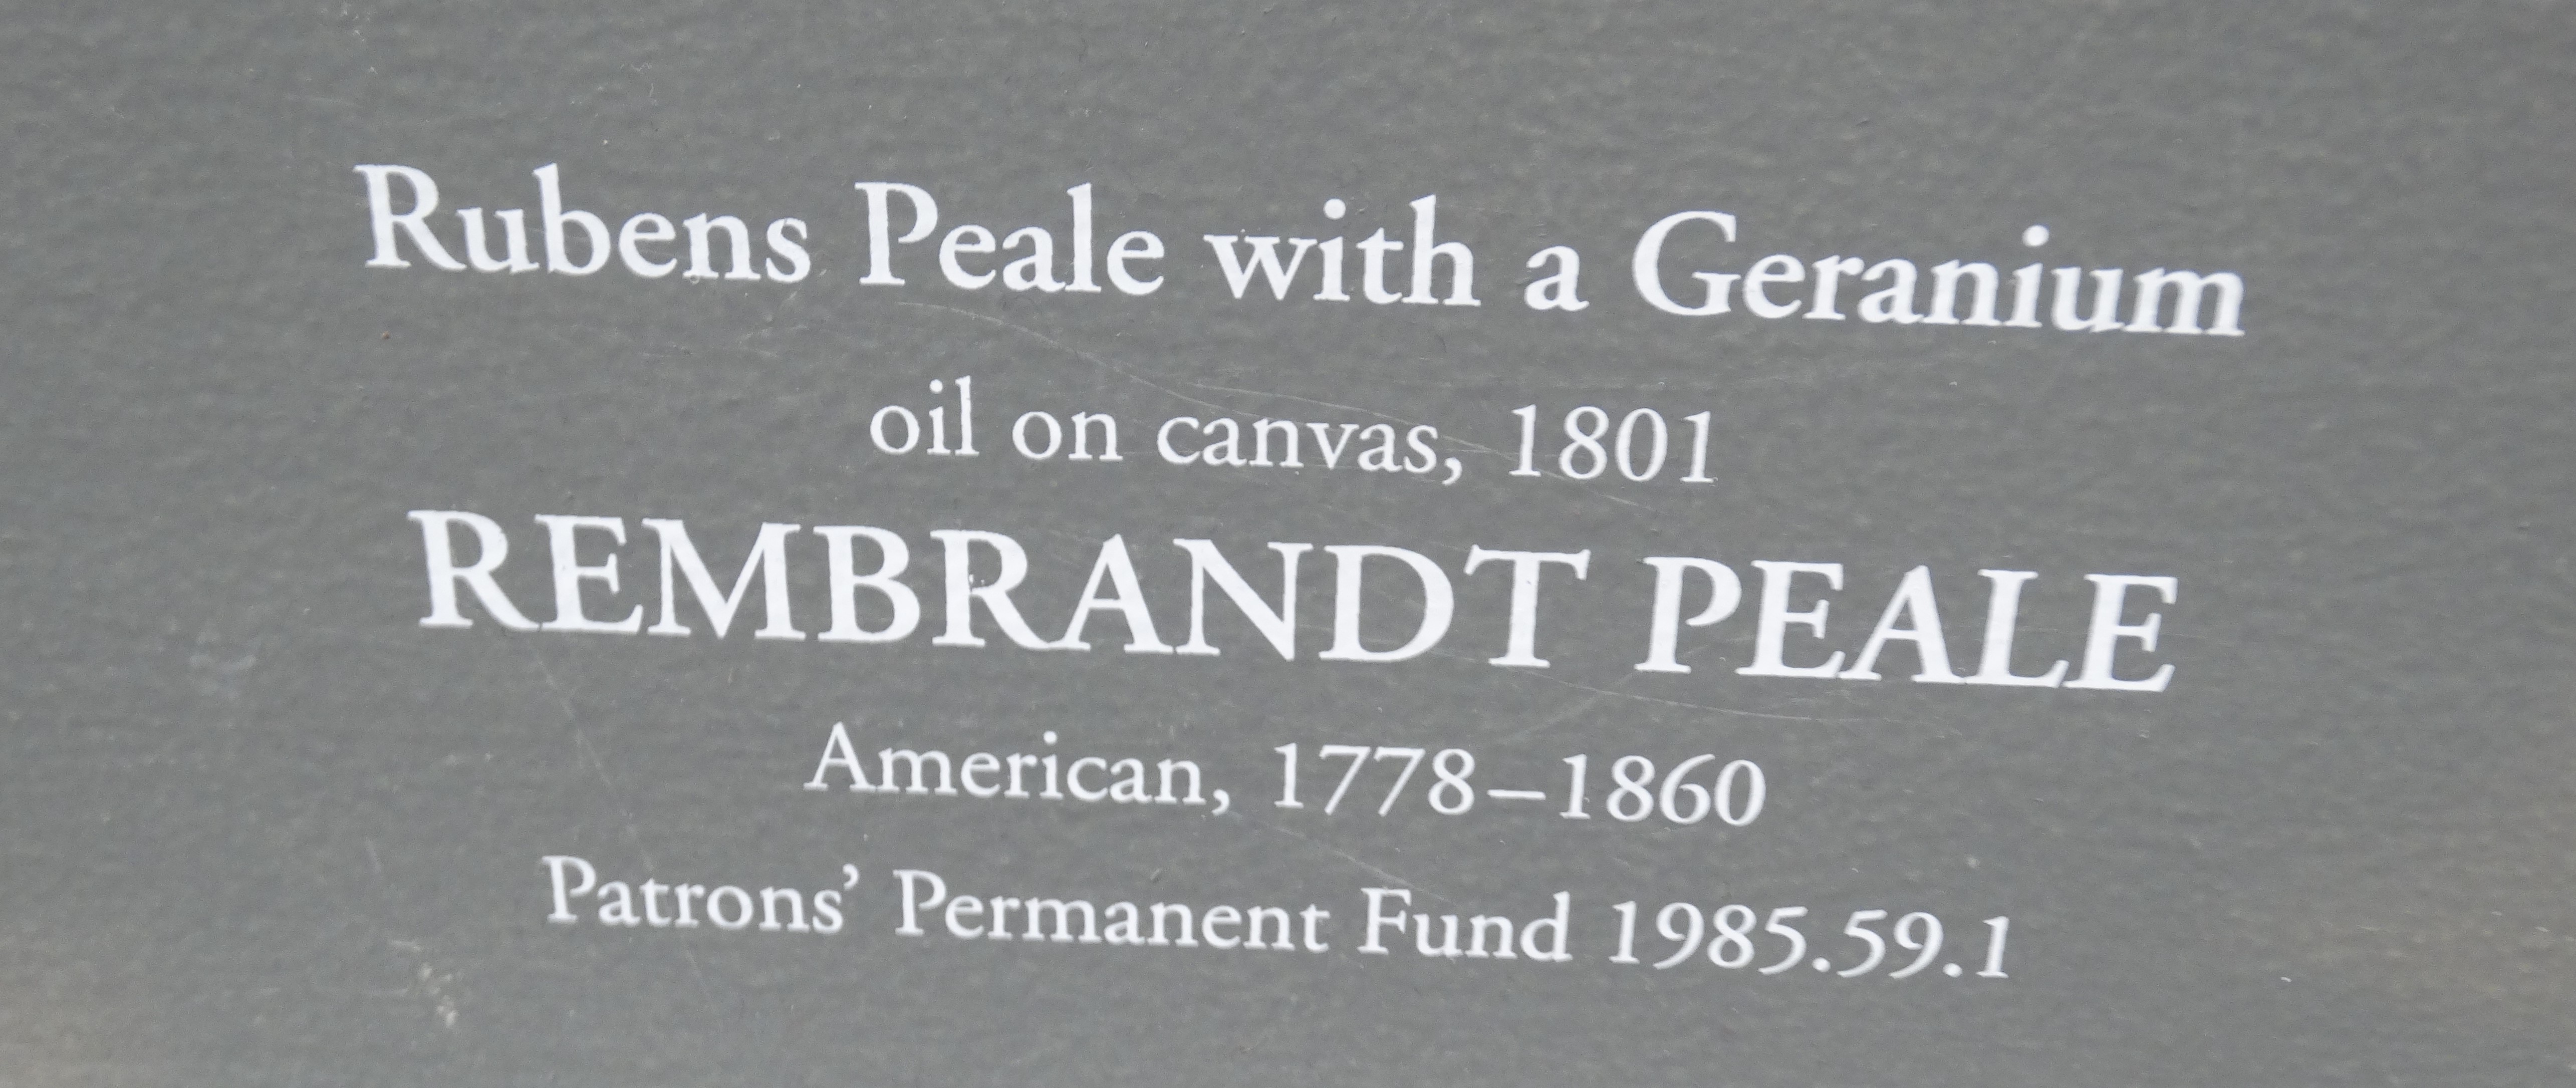 Rubens Peale with a Geranium
oil on canvas, 1801
REMBRANDT PEALE
American, 1778–1860
Patrons’ Permanent Fund 1985.59.1